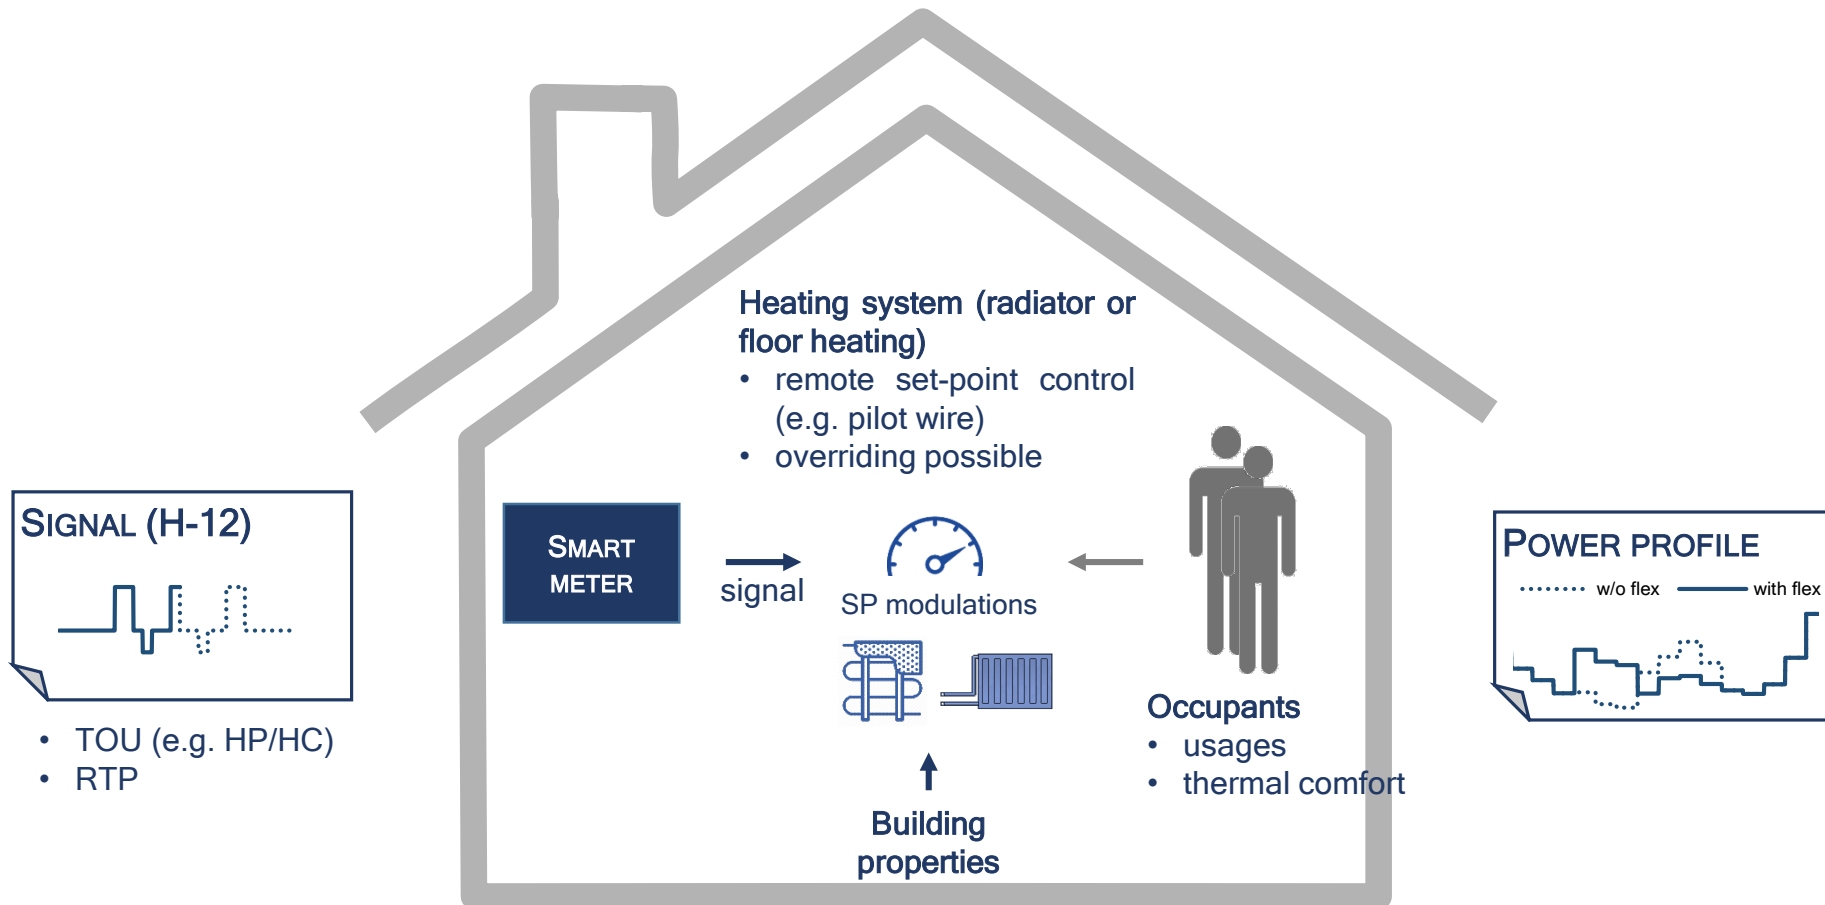 Heating system (radiator or
floor heating)
• remote set-point control
(e.g. pilot wire)
• overriding possible
SIGNAL (H-12)
• TOU (e.g. HP/HC)
• RTP
SMART
METER
signal
SP modulations
Building
properties
Occupants
• usages
• thermal comfort
POWER PROFILE
w/o flex with flex